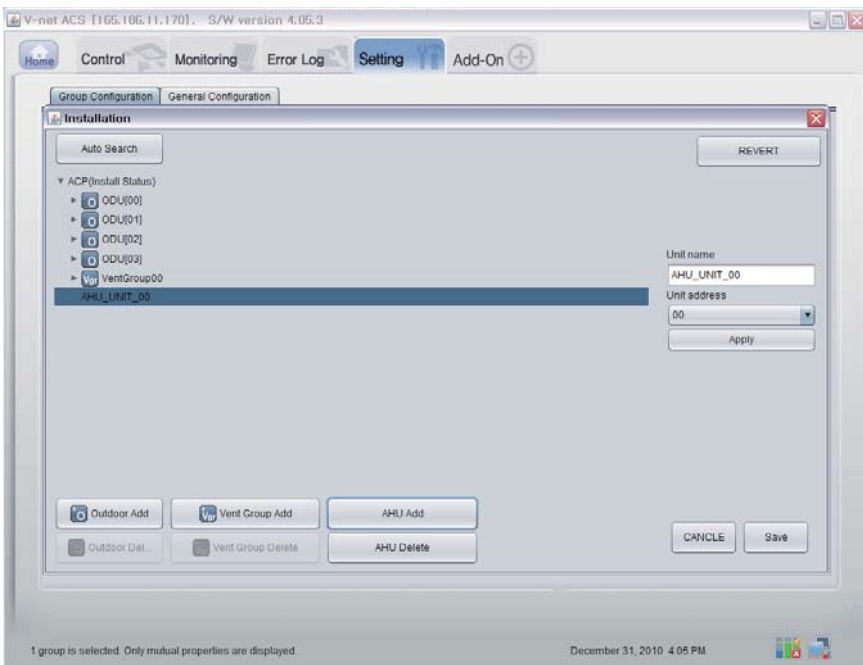 V-net ACS [165.186.11.170], S/W version 4.05.3
Home Control Monitoring Error Log Setting Add-On
Group Configuration General Configuration
Installation
Auto Search REVERT
ACP(Install Status)
ODU[00]
ODU[01]
ODU[02]
ODU[03]
Unit name
Vgr VentGroup00 AHU_UNIT_00
AHU_UNIT_00 Unit address
00
Apply
Outdoor Add Vgr Vent Group Add AHU Add
Outdoor Del... Vent Group Delete AHU Delete CANCLE Save
1 group is selected. Only mutual properties are displayed. December 31, 2010 4:05 PM